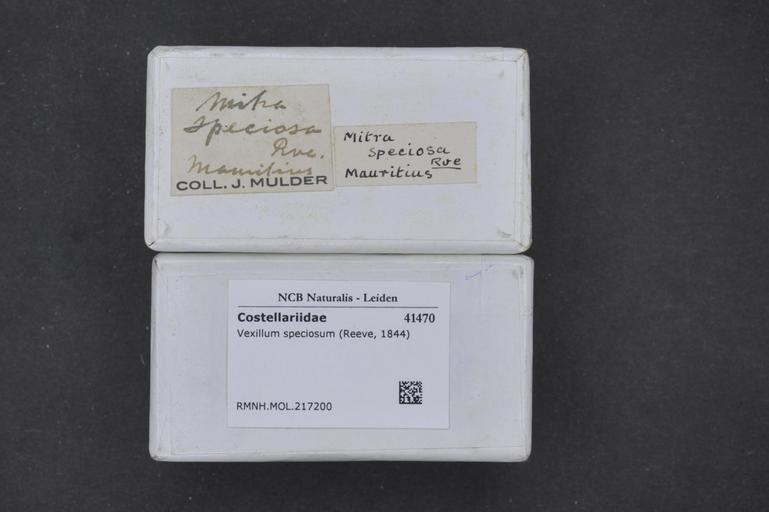 Mitra
speciosa
Rve.
Mauritius
COLL. J. MULDER
Mitra
speciosa
Rve
Mauritius
NCB Naturalis - Leiden
Costellariidae 41470
Vexillum speciosum (Reeve, 1844)
RMNH.MOL.217200